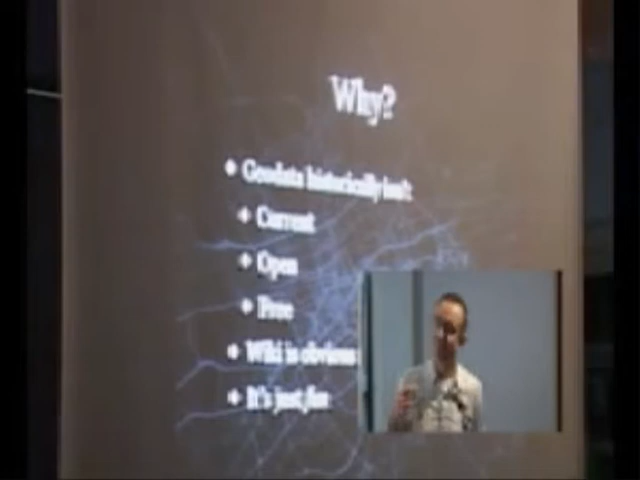 Why?
Geodata historically isn't
Current
Open
Free
Wiki is obvious
It's just fun